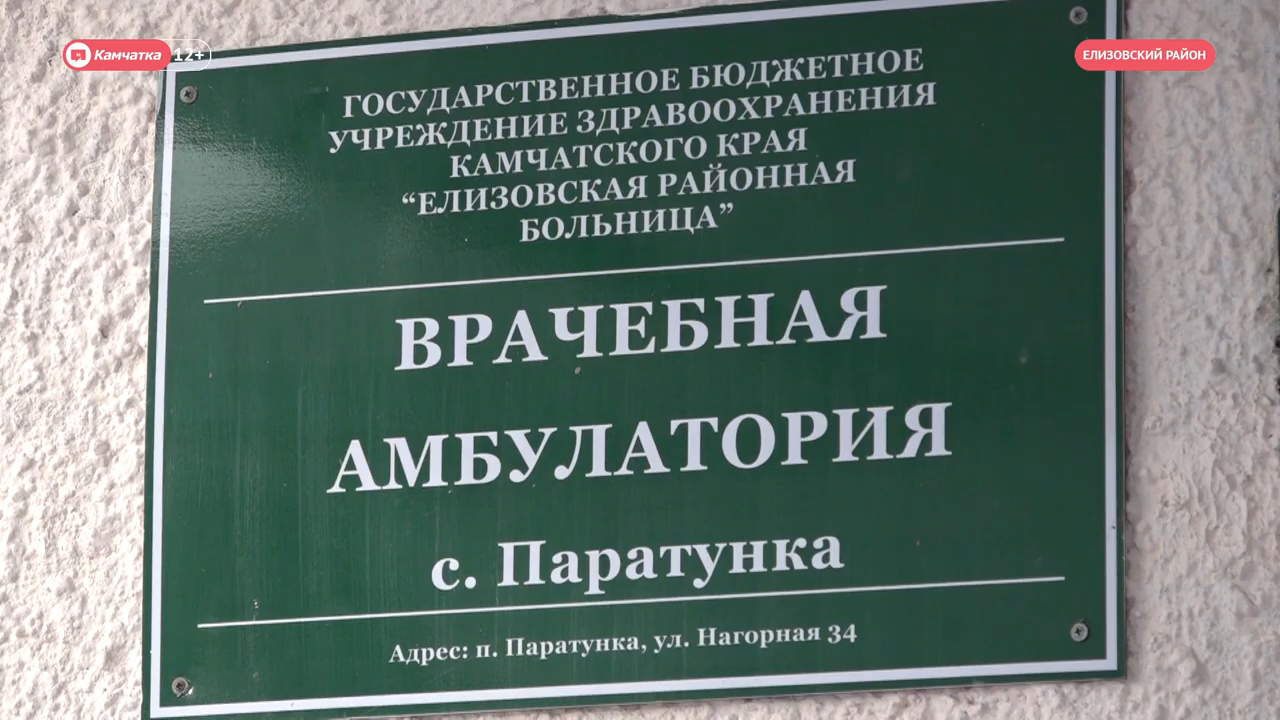 Камчатка 12+
ЕЛИЗОВСКИЙ РАЙОН
ГОСУДАРСТВЕННОЕ БЮДЖЕТНОЕ
УЧРЕЖДЕНИЕ ЗДРАВООХРАНЕНИЯ
КАМЧАТСКОГО КРАЯ
“ЕЛИЗОВСКАЯ РАЙОННАЯ
БОЛЬНИЦА”
ВРАЧЕБНАЯ
АМБУЛАТОРИЯ
с. Паратунка
Адрес: п. Паратунка, ул. Нагорная 34